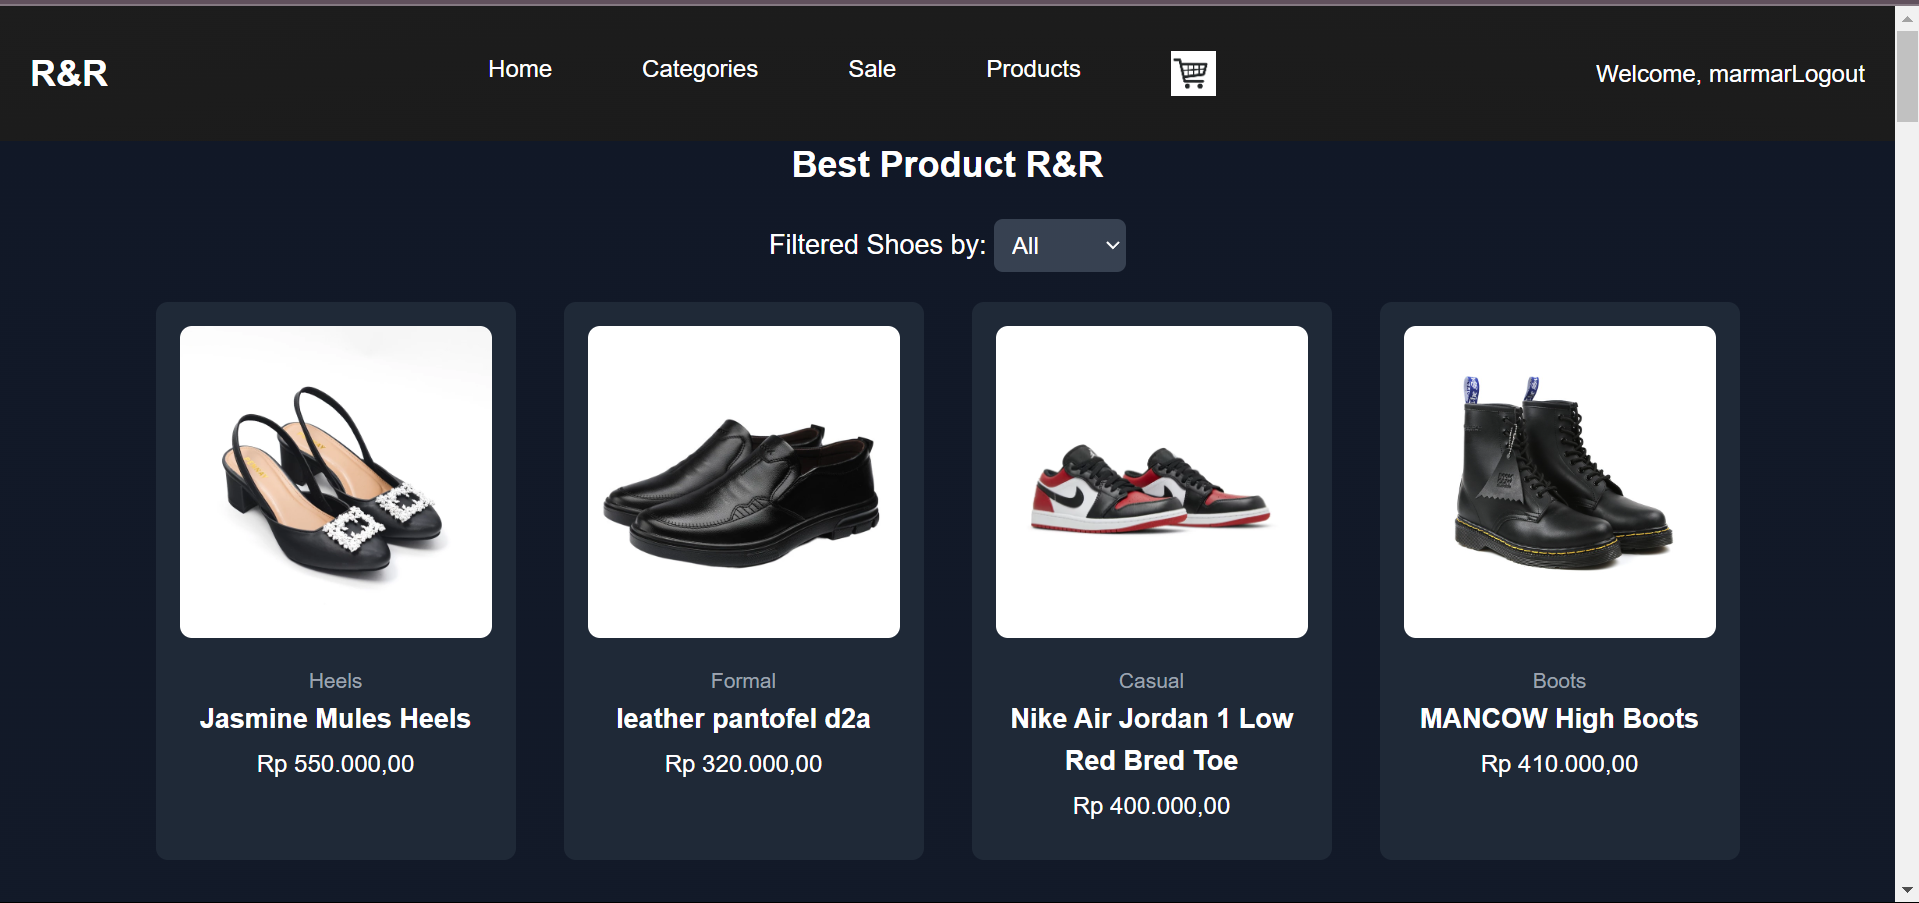 R&R
Home
Categories
Sale
Products
Welcome, marmarLogout
Best Product R&R
Filtered Shoes by: All
Heels
Jasmine Mules Heels
Rp 550.000,00
Formal
leather pantofel d2a
Rp 320.000,00
Casual
Nike Air Jordan 1 Low
Red Bred Toe
Rp 400.000,00
Boots
MANCOW High Boots
Rp 410.000,00